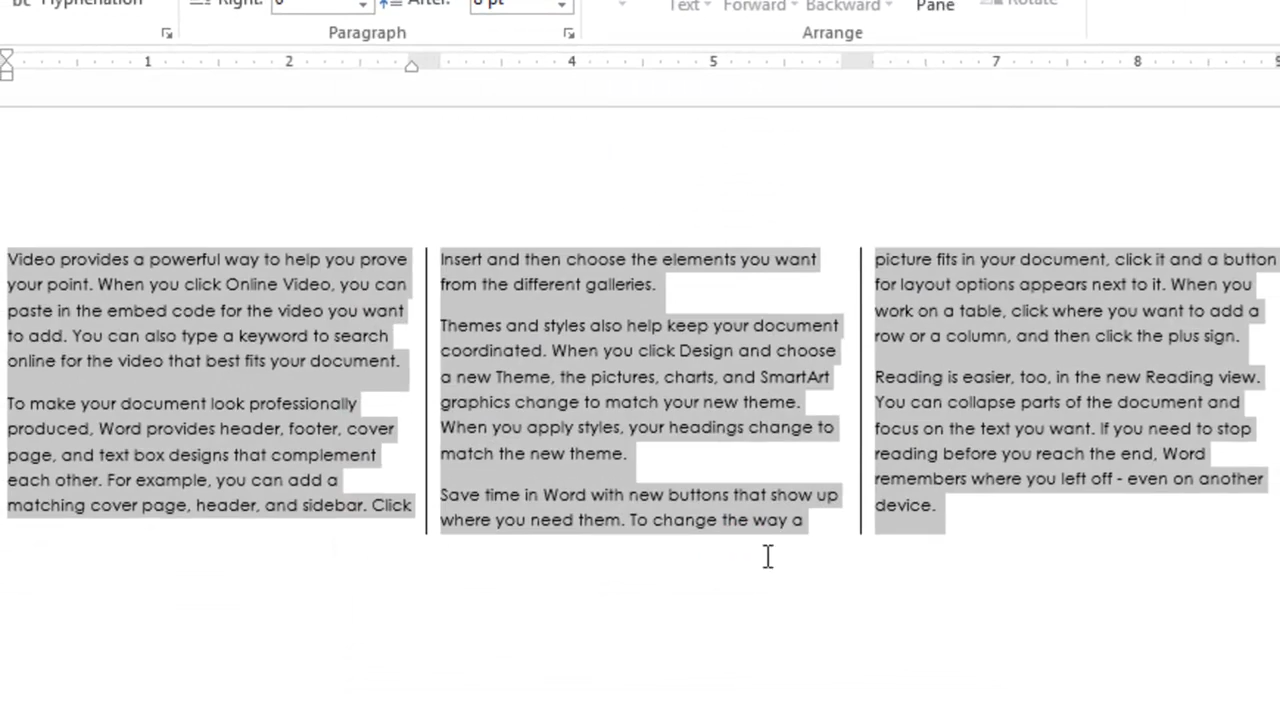 Hyphenation Right: After: Text Forward Backward Pane Rotate
Paragraph Arrange
1 2 4 5 7 8 9
Video provides a powerful way to help you prove
your point. When you click Online Video, you can
paste in the embed code for the video you want
to add. You can also type a keyword to search
online for the video that best fits your document.
To make your document look professionally
produced, Word provides header, footer, cover
page, and text box designs that complement
each other. For example, you can add a
matching cover page, header, and sidebar. Click
Insert and then choose the elements you want
from the different galleries.
Themes and styles also help keep your document
coordinated. When you click Design and choose
a new Theme, the pictures, charts, and SmartArt
graphics change to match your new theme.
When you apply styles, your headings change to
match the new theme.
Save time in Word with new buttons that show up
where you need them. To change the way a
picture fits in your document, click it and a button
for layout options appears next to it. When you
work on a table, click where you want to add a
row or a column, and then click the plus sign.
Reading is easier, too, in the new Reading view.
You can collapse parts of the document and
focus on the text you want. If you need to stop
reading before you reach the end, Word
remembers where you left off - even on another
device.